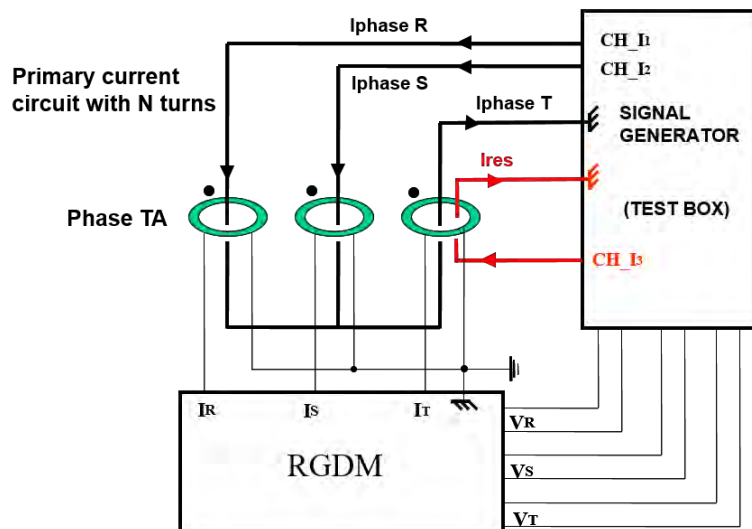 Iphase R
CH_I1
CH_I2
Primary current
circuit with N turns
Iphase S
Iphase T
SIGNAL
GENERATOR
Ires
Phase TA
(TEST BOX)
CH_I3
IR
IS
IT
VR
RGDM
VS
VT